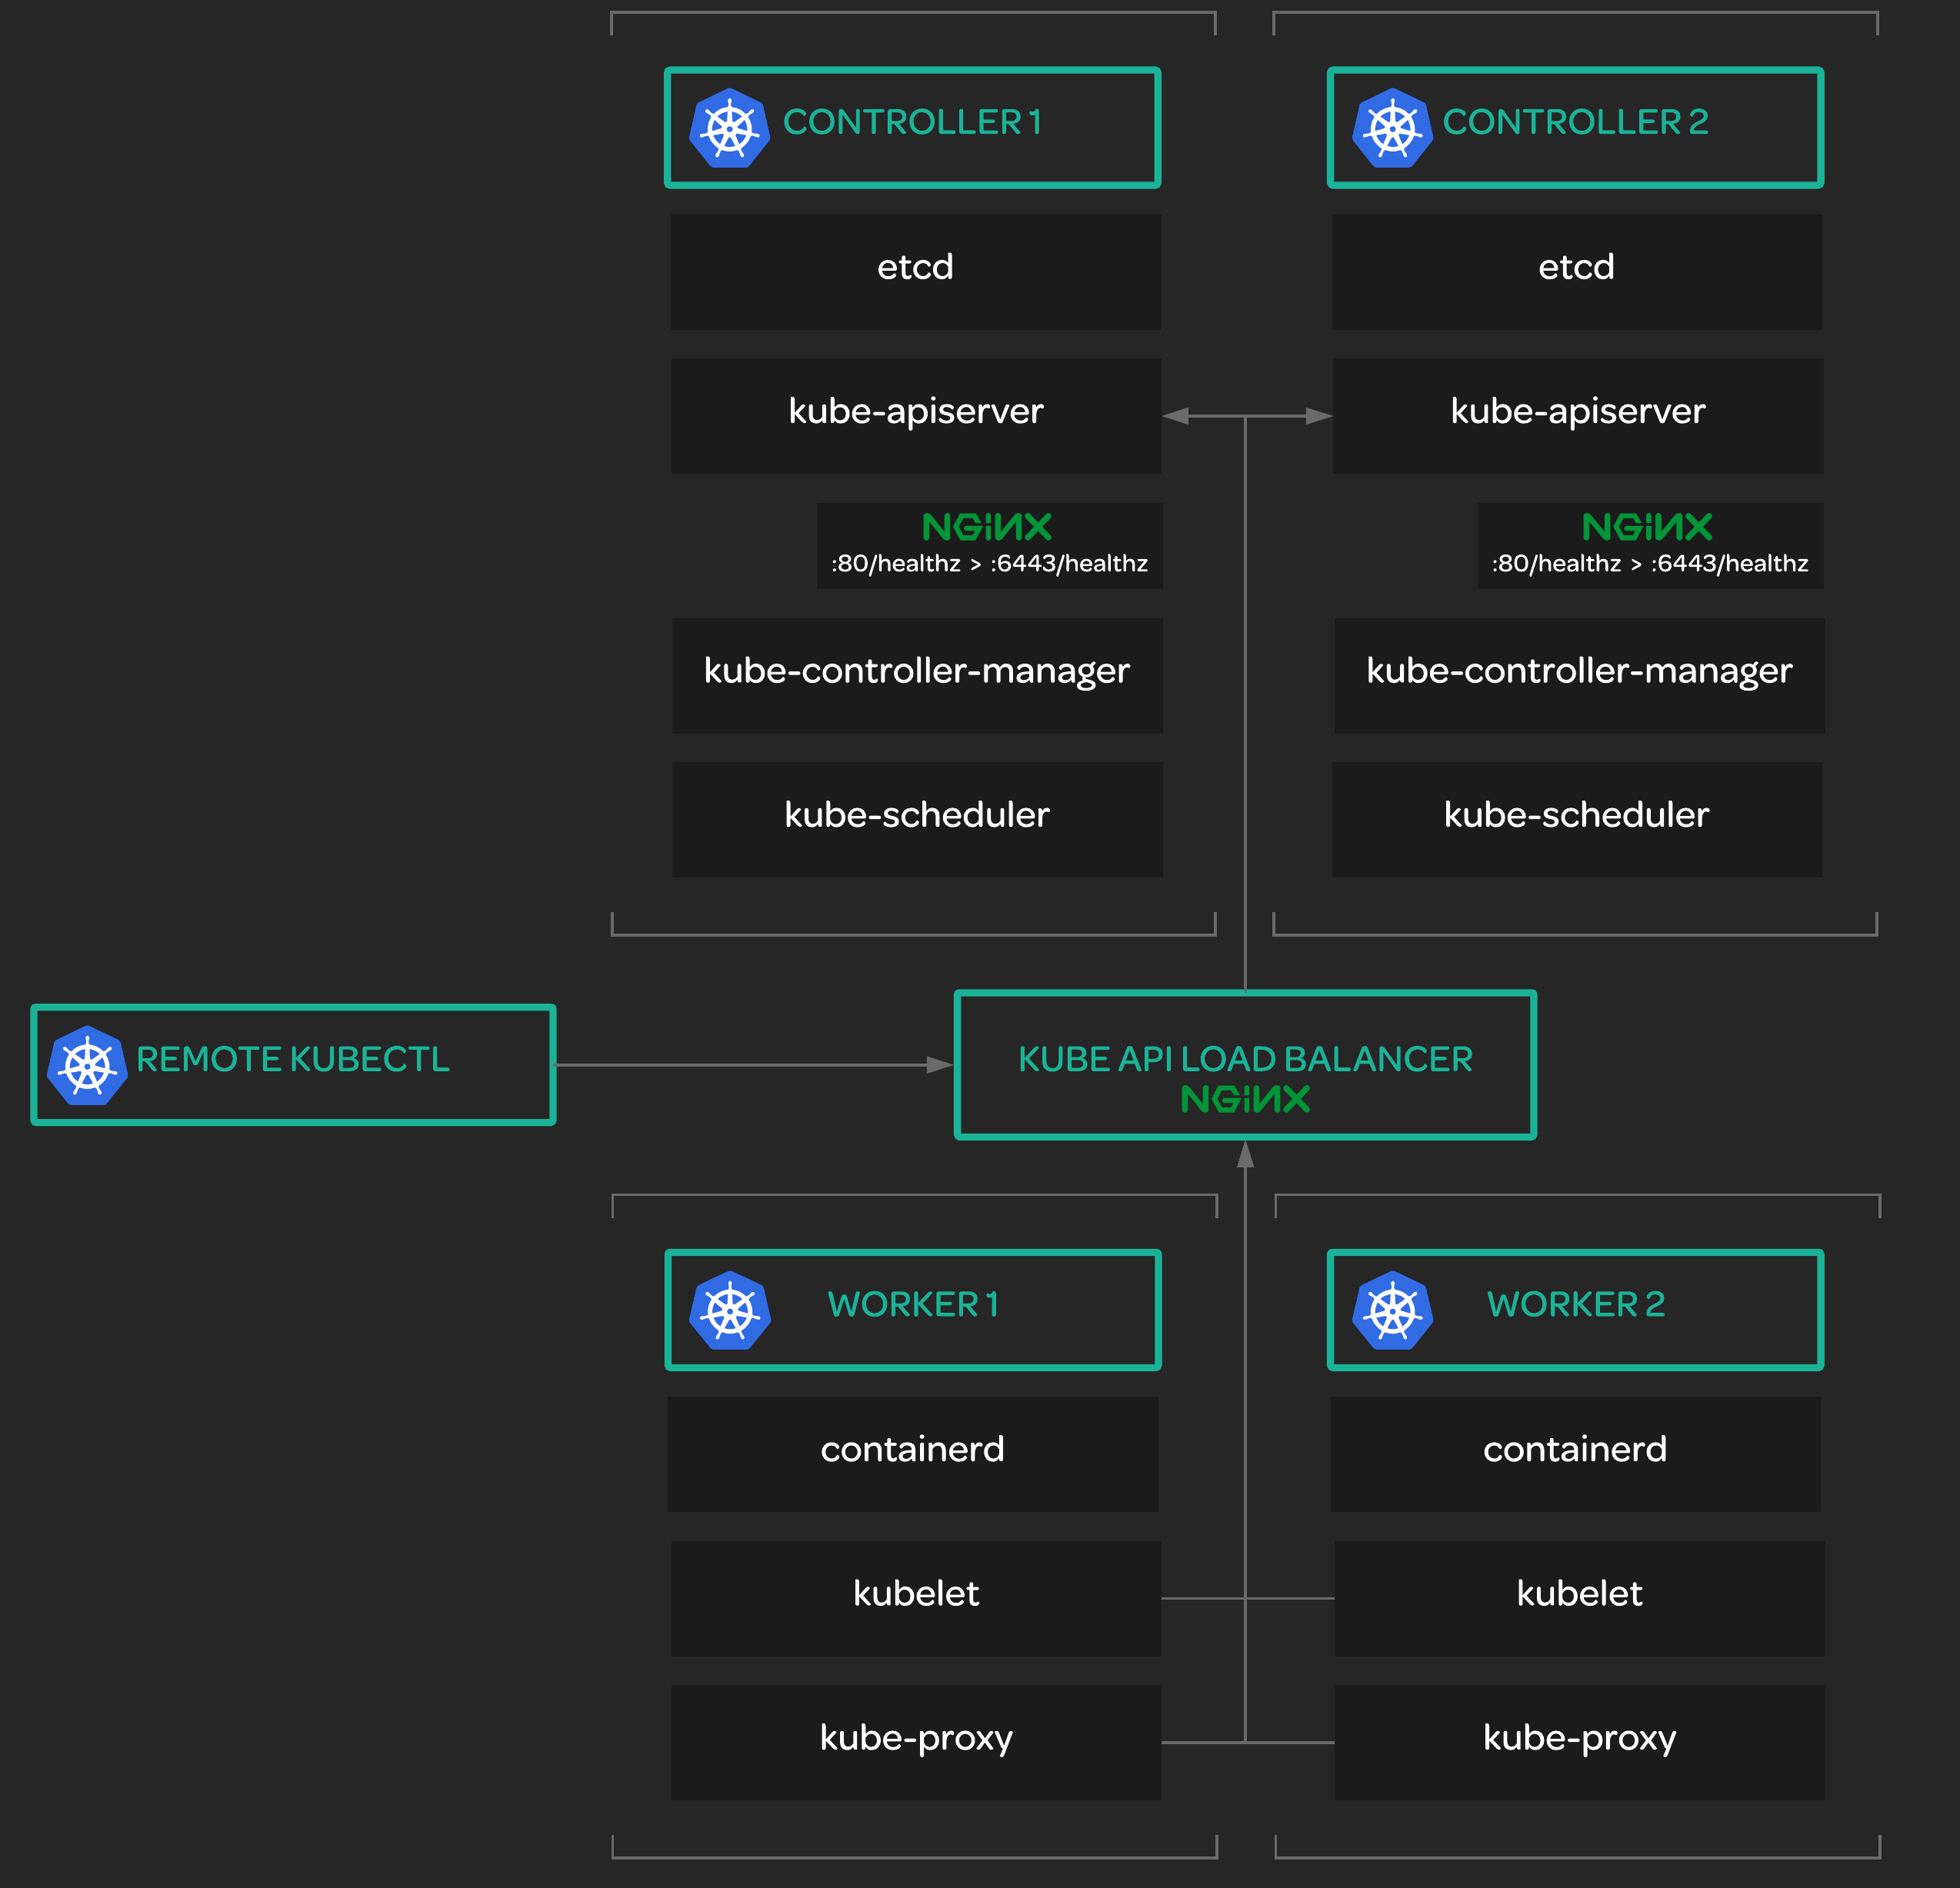 CONTROLLER 1
etcd
kube-apiserver
NGINX
:80/healthz > :6443/healthz
kube-controller-manager
kube-scheduler
CONTROLLER 2
etcd
kube-apiserver
NGINX
:80/healthz > :6443/healthz
kube-controller-manager
kube-scheduler
REMOTE KUBECTL
KUBE API LOAD BALANCER
NGINX
WORKER 1
containerd
kubelet
kube-proxy
WORKER 2
containerd
kubelet
kube-proxy